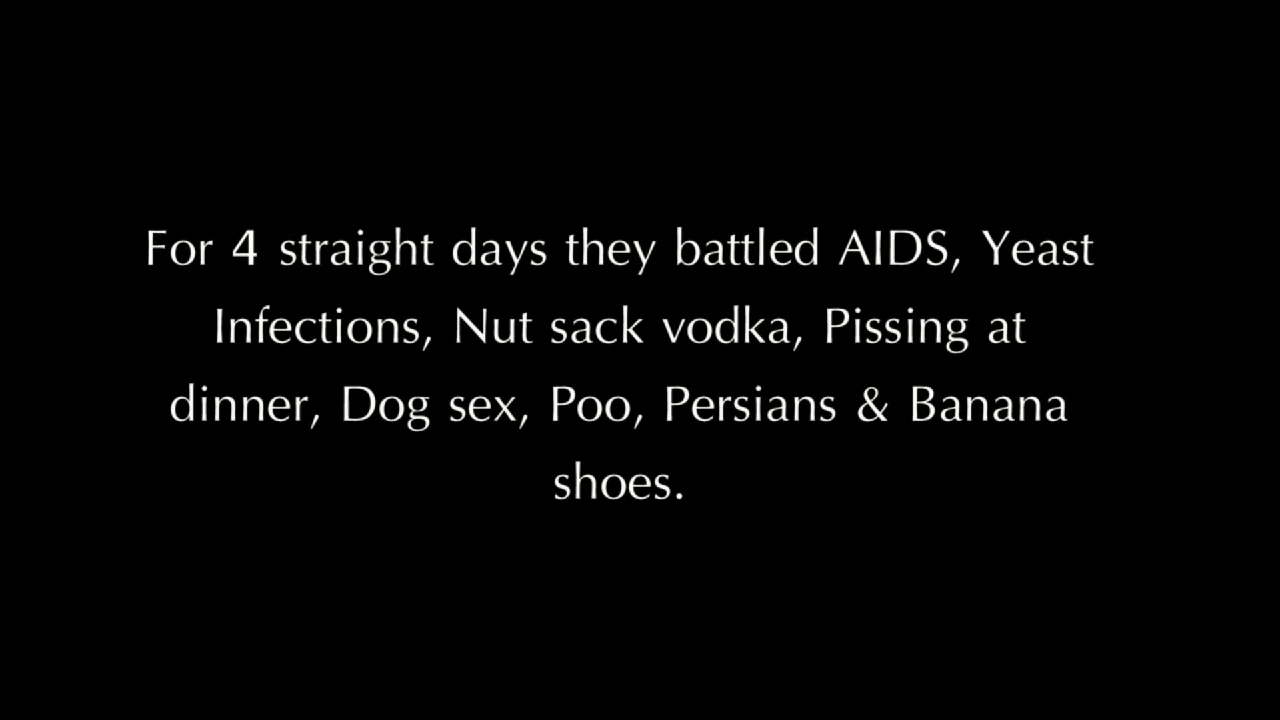 For 4 straight days they battled AIDS, Yeast
Infections, Nut sack vodka, Pissing at
dinner, Dog sex, Poo, Persians & Banana
shoes.